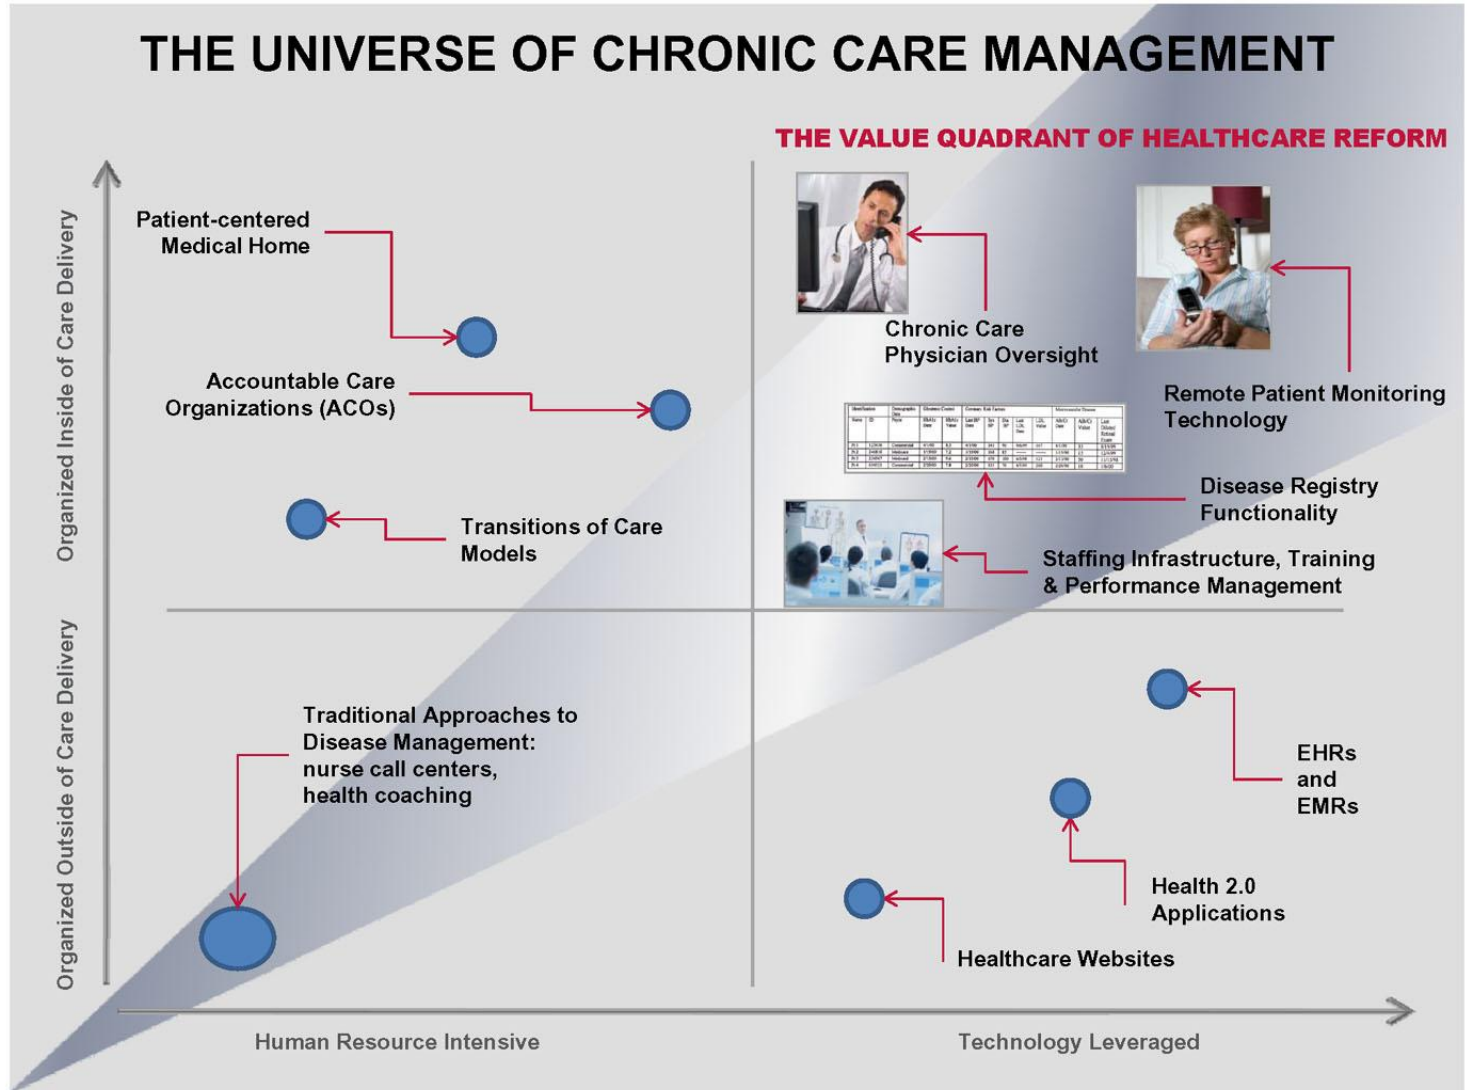 THE UNIVERSE OF CHRONIC CARE MANAGEMENT
THE VALUE QUADRANT OF HEALTHCARE REFORM
Organized Inside of Care Delivery
Patient-centered
Medical Home
Accountable Care
Organizations (ACOs)
Transitions of Care
Models
Chronic Care
Physician Oversight
Remote Patient Monitoring
Technology
Disease Registry
Functionality
Staffing Infrastructure, Training
& Performance Management
Organized Outside of Care Delivery
Traditional Approaches to
Disease Management:
nurse call centers,
health coaching
EHRs
and
EMRs
Health 2.0
Applications
Healthcare Websites
Human Resource Intensive
Technology Leveraged